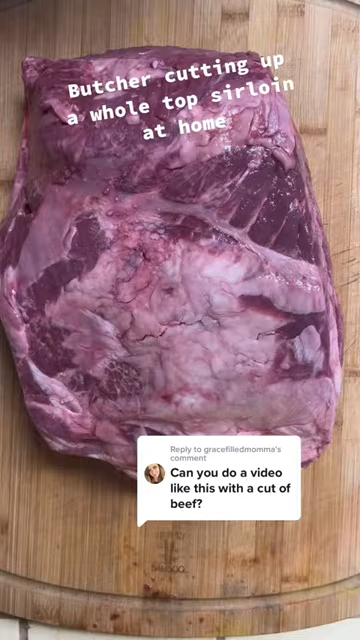 Butcher cutting up
a whole top sirloin
at home
Reply to gracefilledmomma's
comment
Can you do a video
like this with a cut of
beef?